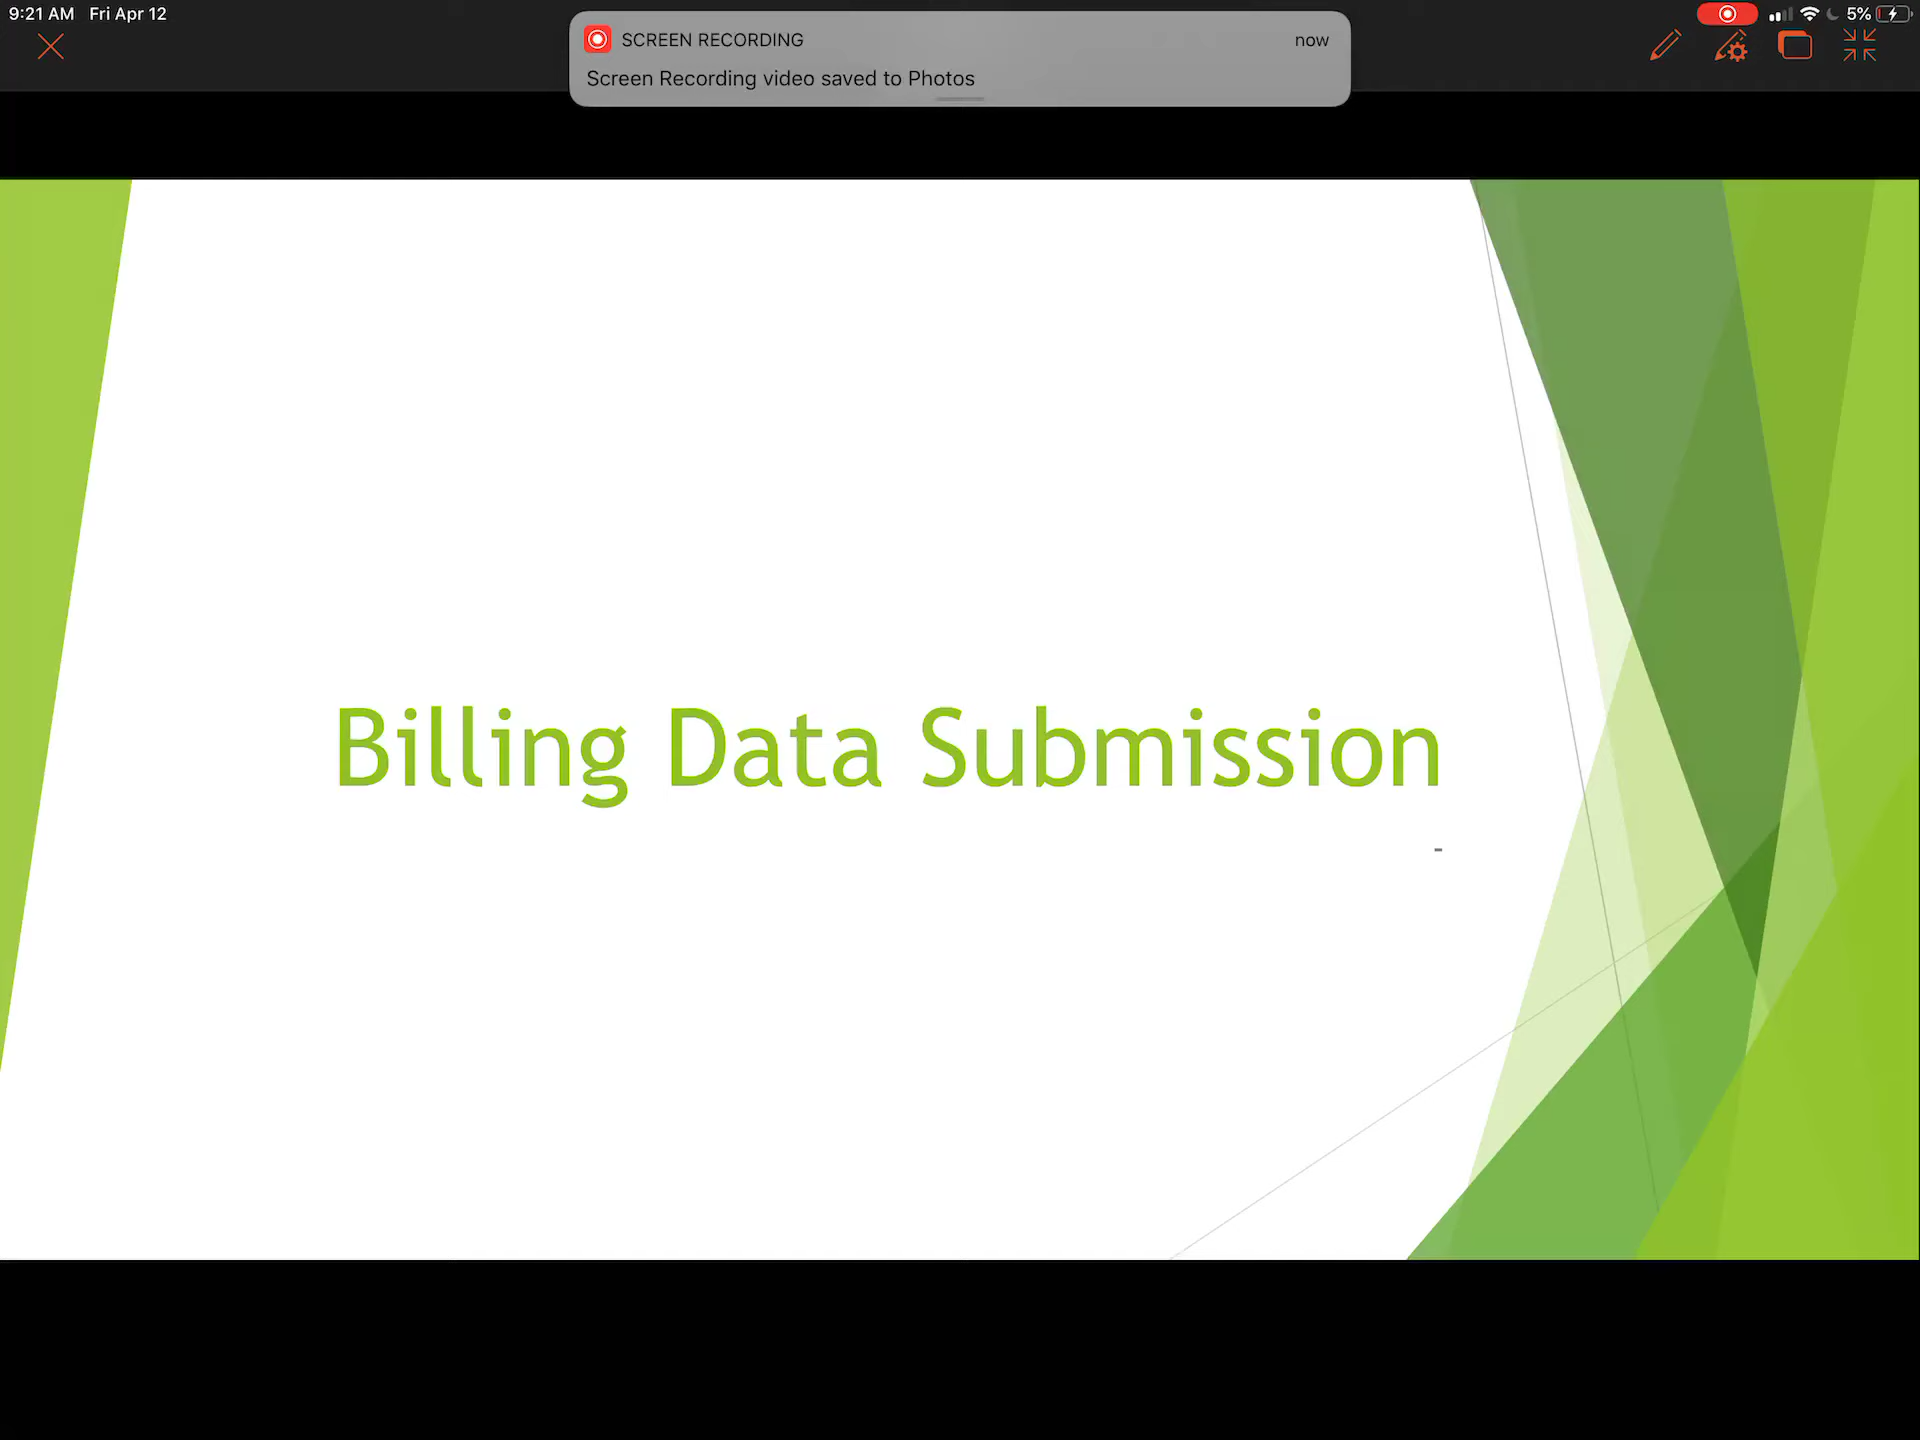 9:21 AM Fri Apr 12
5%
SCREEN RECORDING now
Screen Recording video saved to Photos
Billing Data Submission
-